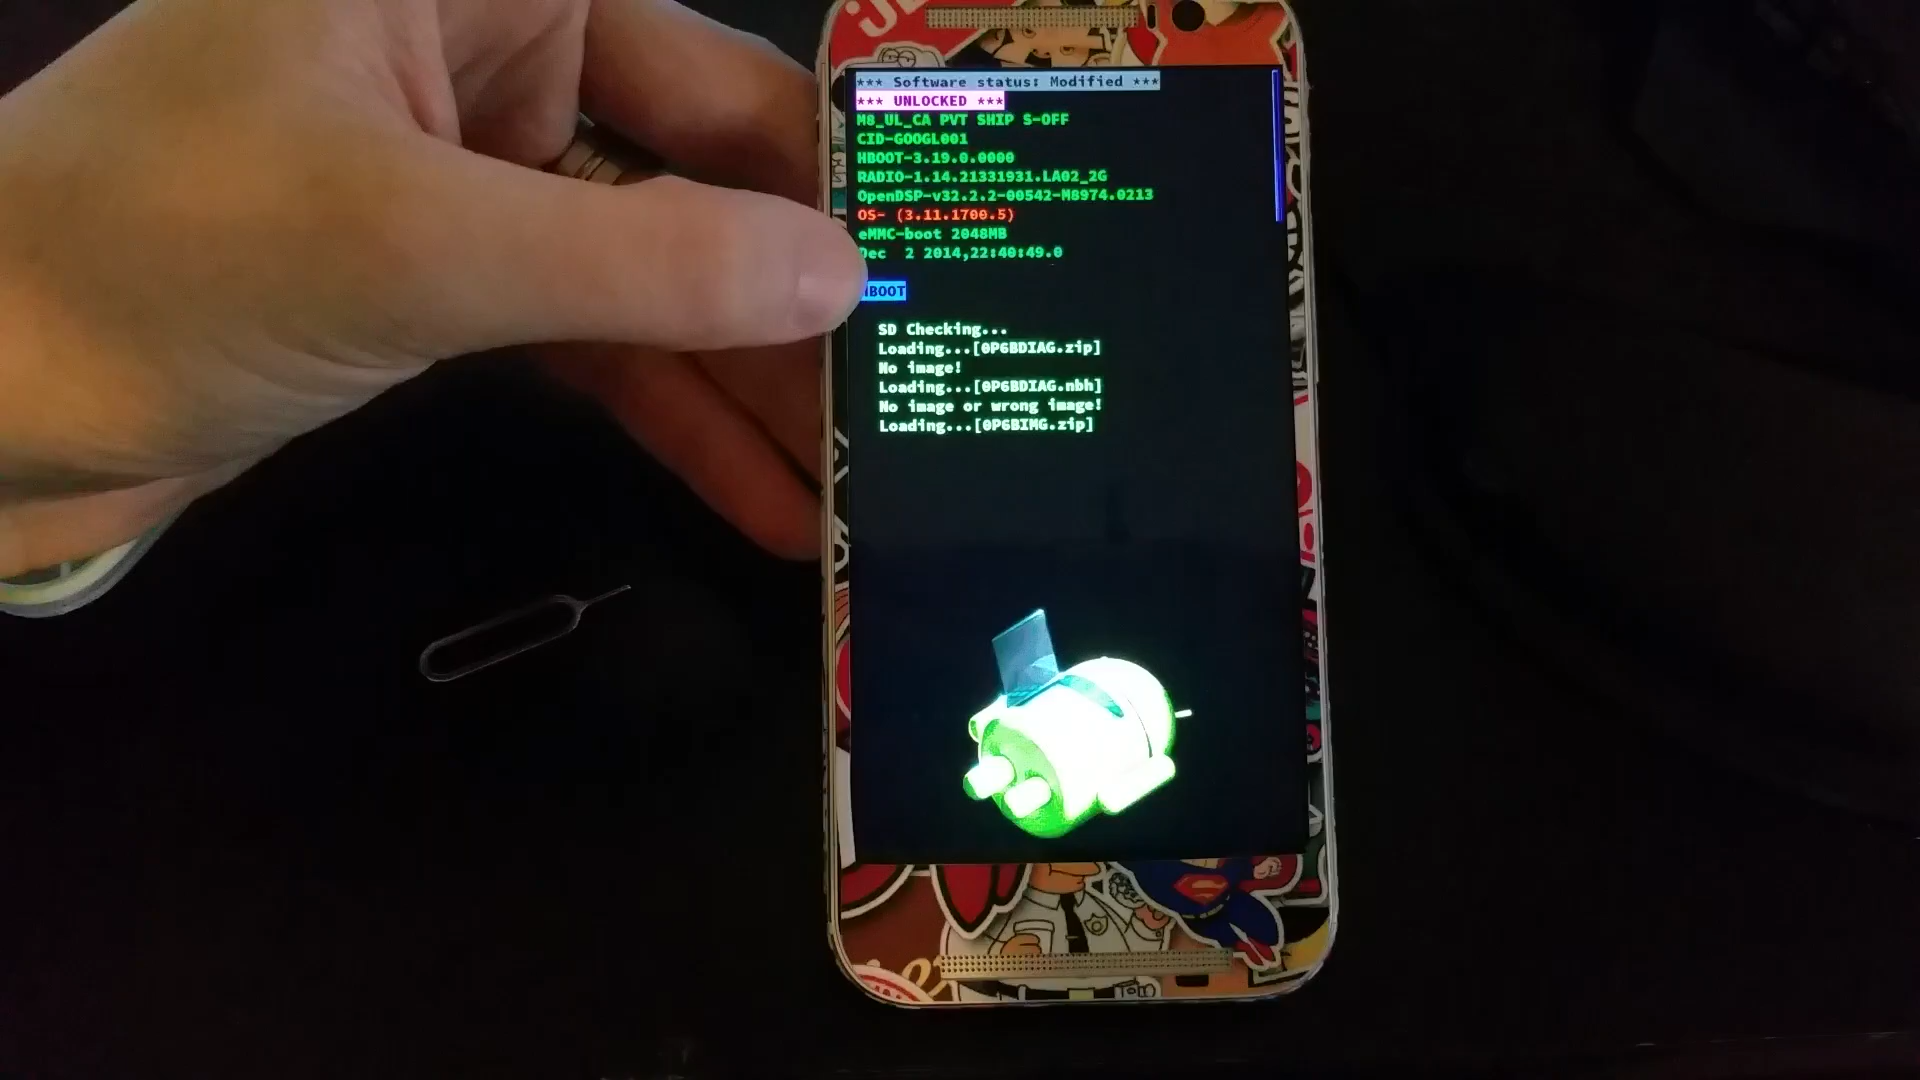 *** Software status: Modified ***
*** UNLOCKED ***
M8_UL_CA PVT SHIP S-OFF
CID-GOOGL001
HBOOT-3.19.0.0000
RADIO-1.14.21331931.LA02_2G
OpenDSP-v32.2.2-00542-M8974.0213
OS- (3.11.1700.5)
eMMC-boot 2048MB
Dec 2 2014,22:40:49.0
HBOOT
SD Checking...
Loading...[0P6BDIAG.zip]
No image!
Loading...[0P6BDIAG.nbh]
No image or wrong image!
Loading...[0P6BIMG.zip]